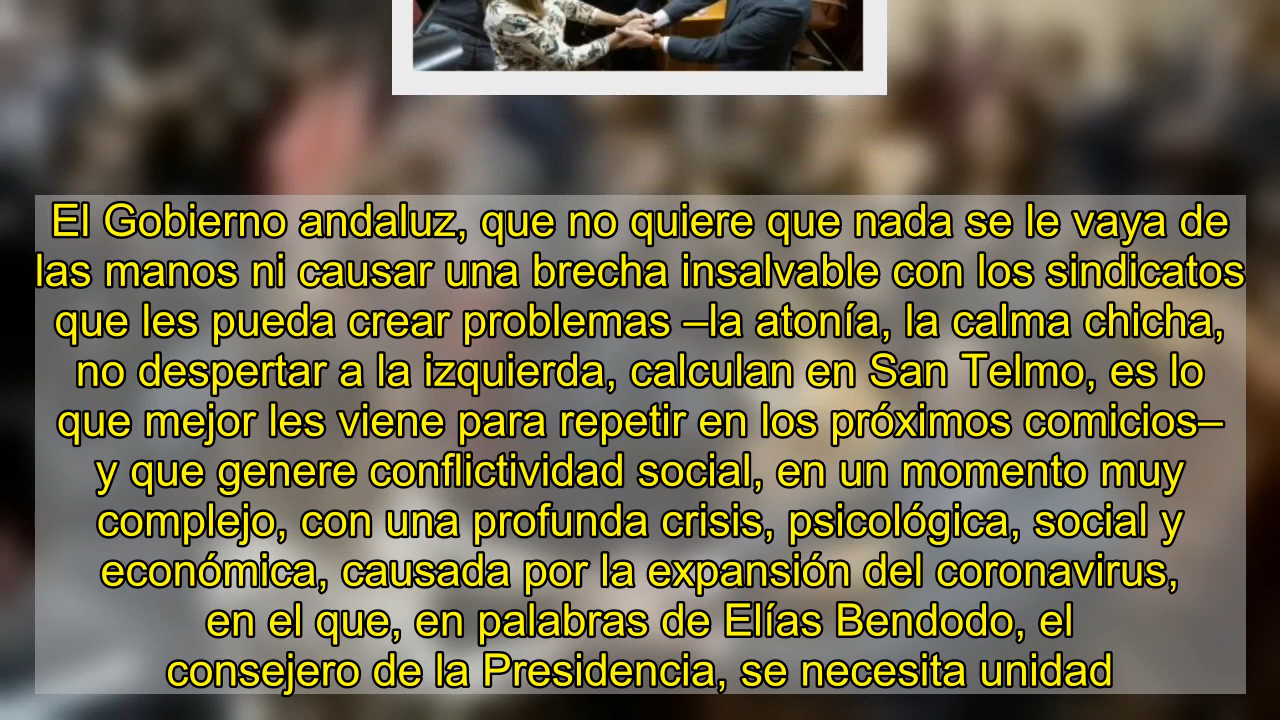 El Gobierno andaluz, que no quiere que nada se le vaya de
las manos ni causar una brecha insalvable con los sindicatos
que les pueda crear problemas –la atonía, la calma chicha,
no despertar a la izquierda, calculan en San Telmo, es lo
que mejor les viene para repetir en los próximos comicios–
y que genere conflictividad social, en un momento muy
complejo, con una profunda crisis, psicológica, social y
económica, causada por la expansión del coronavirus,
en el que, en palabras de Elías Bendodo, el
consejero de la Presidencia, se necesita unidad